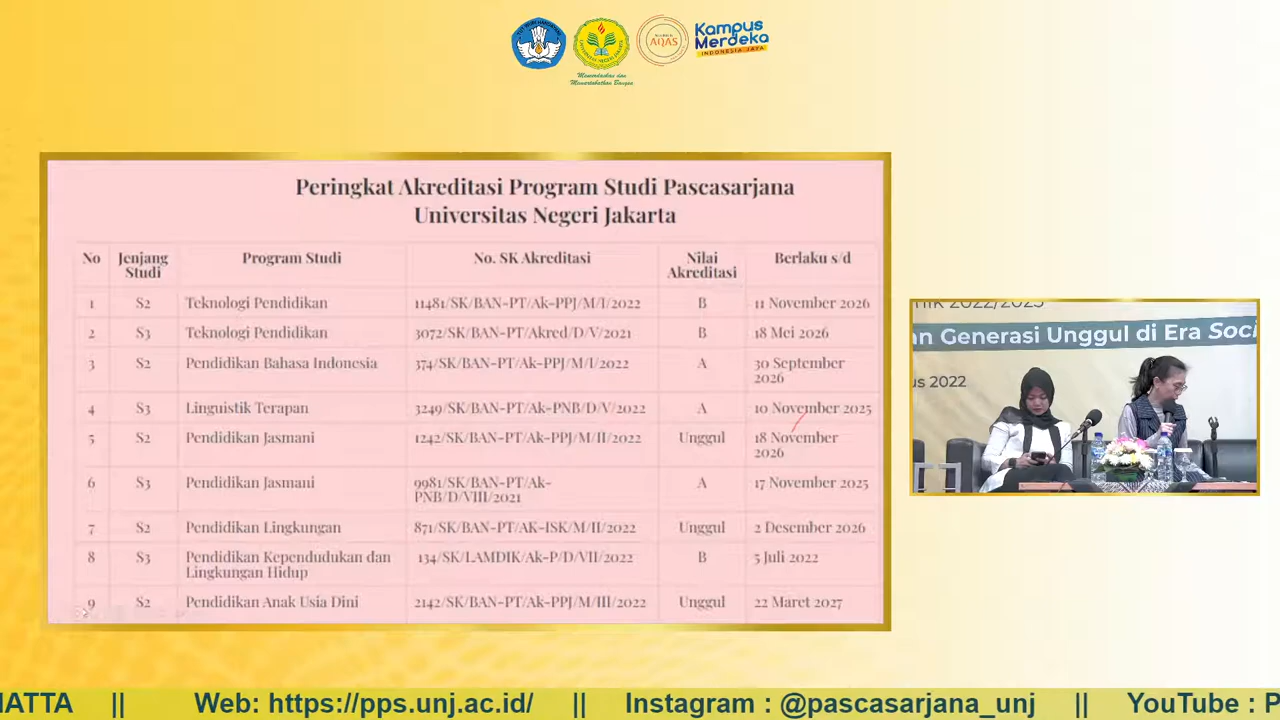 TUT WURI HANDAYANI
AQAS
Kampus
Merdeka
INDONESIA JAYA
Mencerdaskan dan
Memartabatkan Bangsa
Peringkat Akreditasi Program Studi Pascasarjana
Universitas Negeri Jakarta
No Jenjang Studi Program Studi No. SK Akreditasi Nilai Akreditasi Berlaku s/d
1 S2 Teknologi Pendidikan 11481/SK/BAN-PT/Ak-PPJ/M/I/2022 B 11 November 2026
2 S3 Teknologi Pendidikan 3072/SK/BAN-PT/Akred/D/V/2021 B 18 Mei 2026
3 S2 Pendidikan Bahasa Indonesia 374/SK/BAN-PT/Ak-PPJ/M/I/2022 A 30 September 2026
4 S3 Linguistik Terapan 3249/SK/BAN-PT/Ak-PNB/D/V/2022 A 10 November 2025
5 S2 Pendidikan Jasmani 1242/SK/BAN-PT/Ak-PPJ/M/II/2022 Unggul 18 November 2026
6 S3 Pendidikan Jasmani 9981/SK/BAN-PT/Ak-PNB/D/VIII/2021 A 17 November 2025
7 S2 Pendidikan Lingkungan 871/SK/BAN-PT/AK-ISK/M/II/2022 Unggul 2 Desember 2026
8 S3 Pendidikan Kependudukan dan Lingkungan Hidup 134/SK/LAMDIK/Ak-P/D/VII/2022 B 5 Juli 2022
9 S2 Pendidikan Anak Usia Dini 2142/SK/BAN-PT/Ak-PPJ/M/III/2022 Unggul 22 Maret 2027
2022/2023
an Generasi Unggul di Era Soci
us 2022
HATTA || Web: https://pps.unj.ac.id/ || Instagram : @pascasarjana_unj || YouTube : P